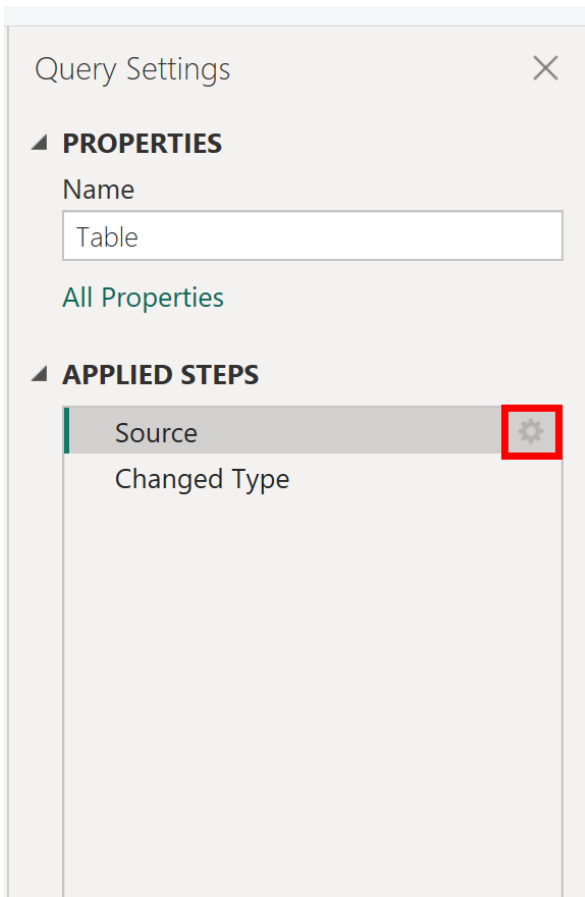 Query Settings
PROPERTIES
Name
Table
All Properties
APPLIED STEPS
Source
Changed Type